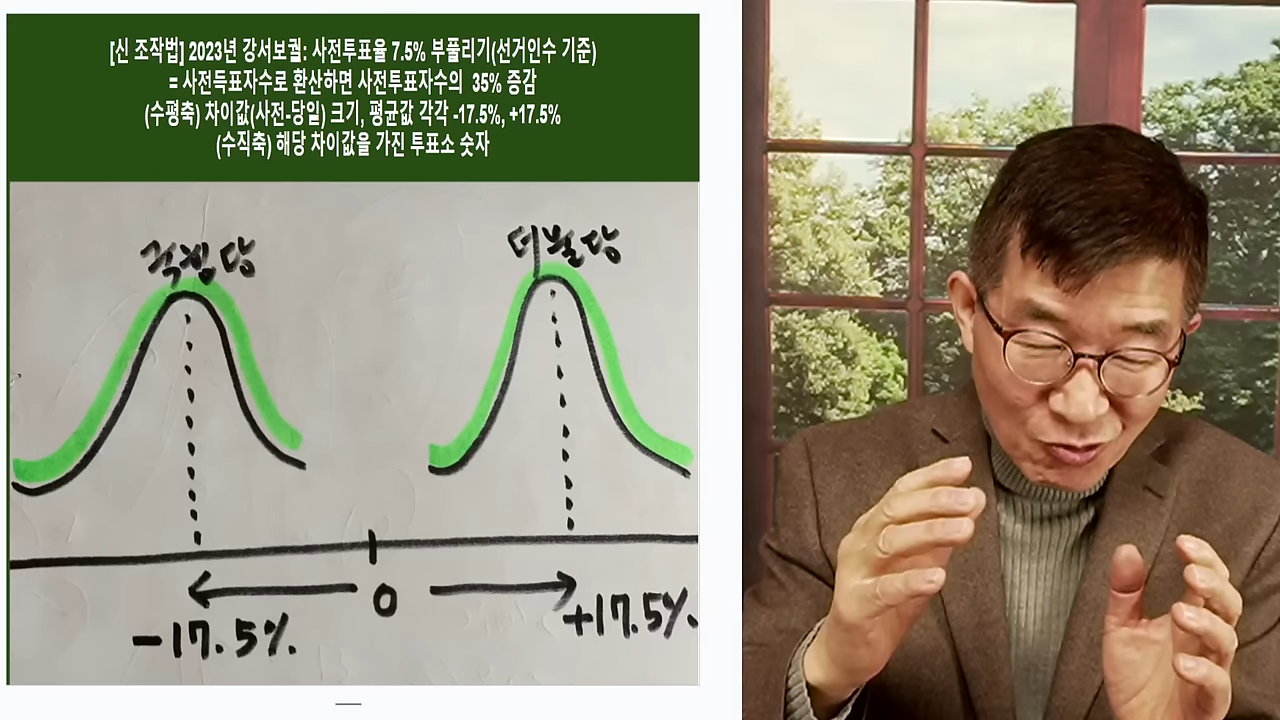 [신 조작법] 2023년 강서보궐: 사전투표율 7.5% 부풀리기(선거인수 기준)
= 사전득표자수로 환산하면 사전투표자수의 35% 증감
(수평축) 차이값(사전-당일) 크기, 평균값 각각 -17.5%, +17.5%
(수직축) 해당 차이값을 가진 투표소 숫자
국힘당
더불당
0
-17.5%.
+17.5%.